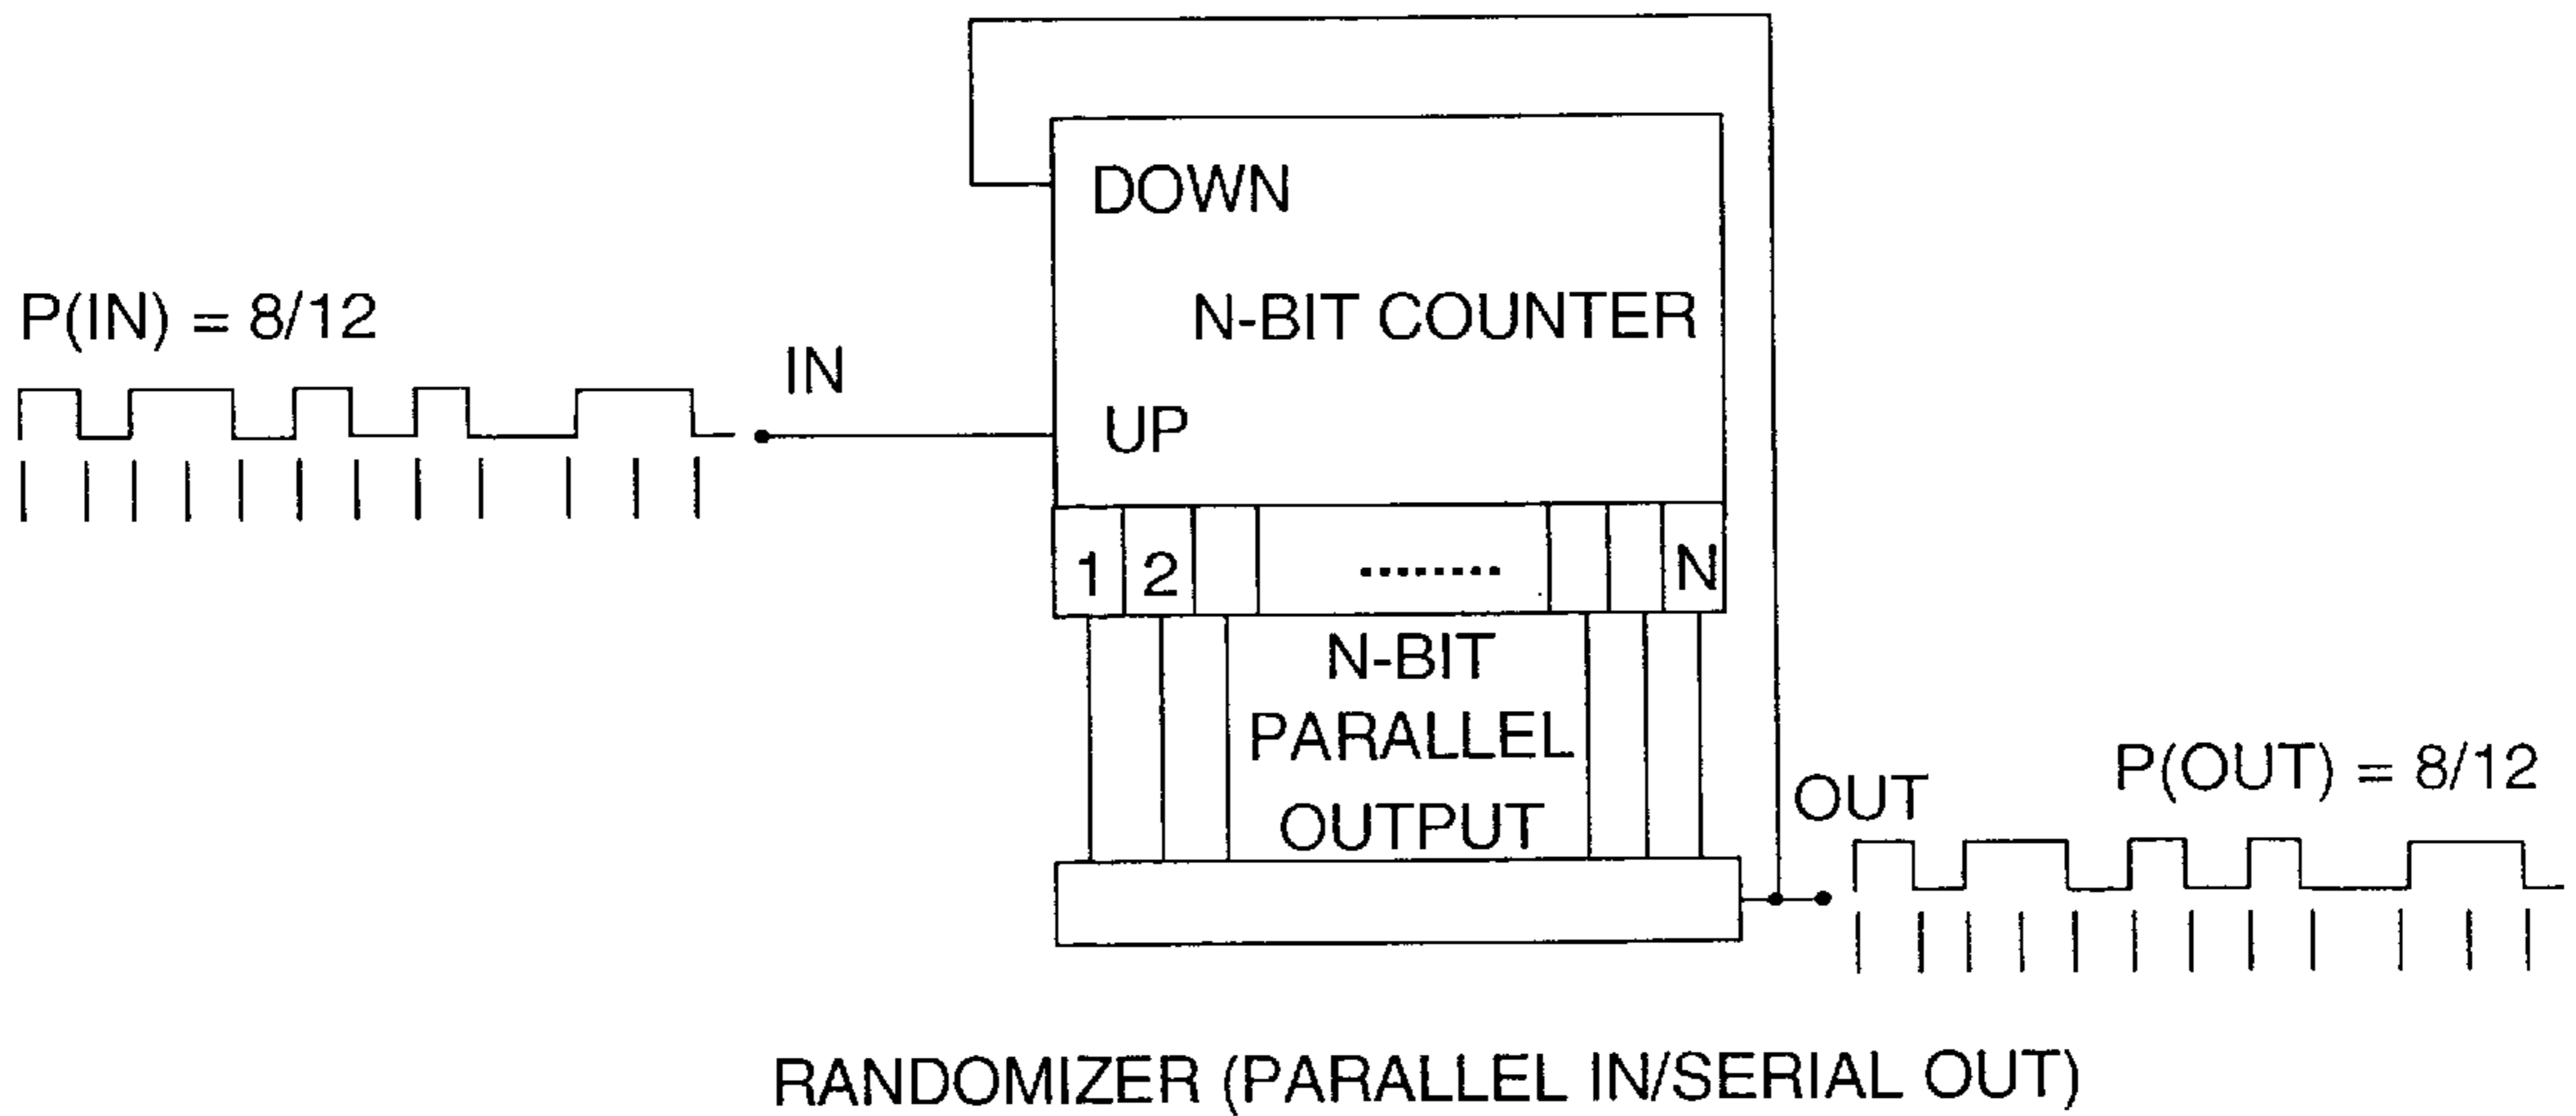 DOWN
N-BIT COUNTER
P(IN) = 8/12
IN
UP
1 2 ........ N
N-BIT
PARALLEL
OUTPUT
OUT
P(OUT) = 8/12
RANDOMIZER (PARALLEL IN/SERIAL OUT)